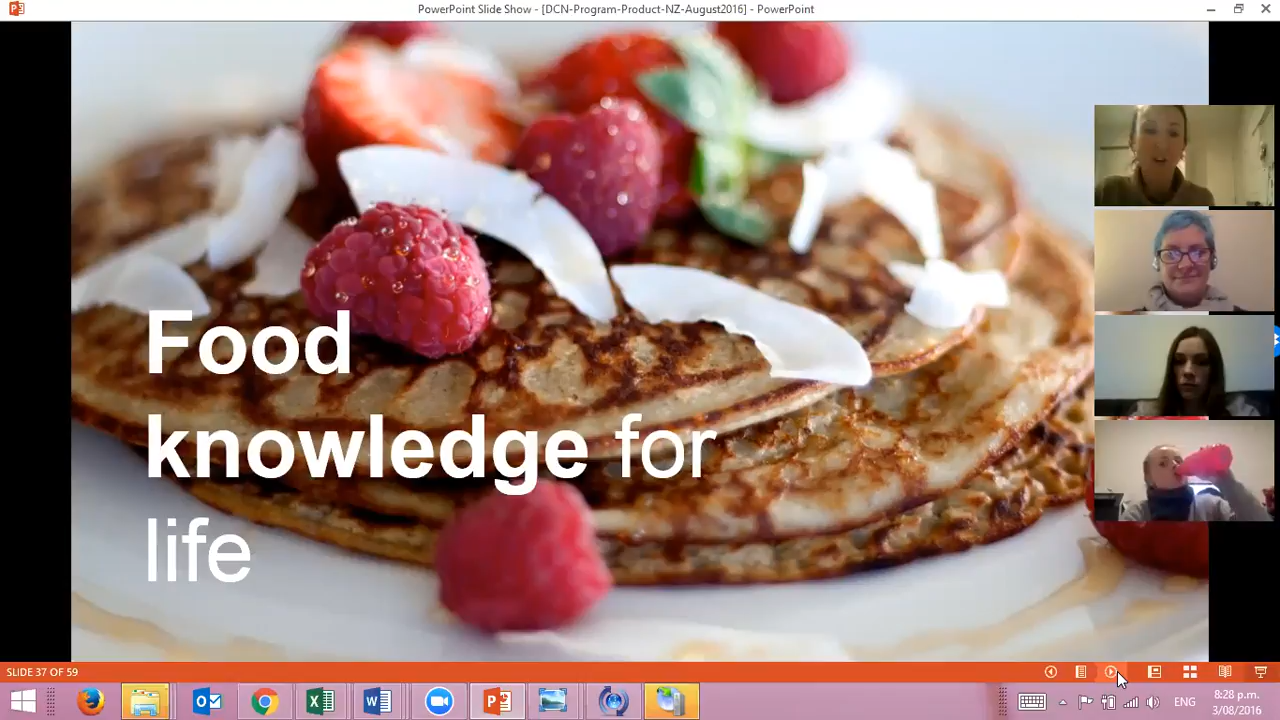 PowerPoint Slide Show - [DCN-Program-Product-NZ-August2016] - PowerPoint
Food
knowledge for
life
SLIDE 37 OF 59
ENG
8:28 p.m.
3/08/2016